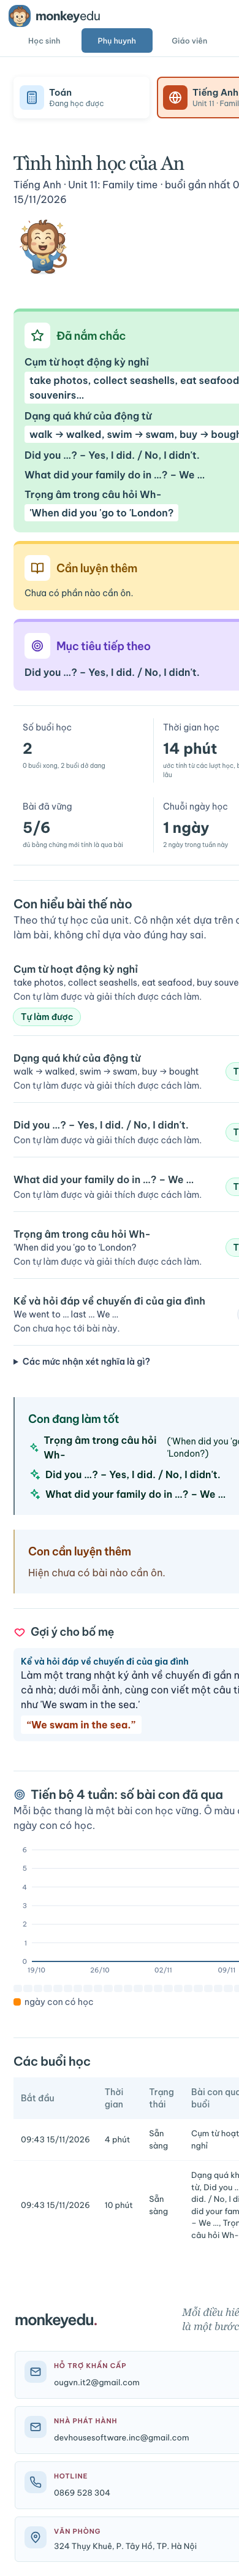 monkeyedu
Học sinh
Phụ huynh
Giáo viên
Toán
Đang học được
Tiếng Anh
Unit 11: Famil
Tình hình học của An
Tiếng Anh · Unit 11: Family time · buổi gần nhất 0
15/11/2026
Đã nắm chắc
Cụm từ hoạt động kỳ nghỉ
take photos, collect seashells, eat seafood
souvenirs...
Dạng quá khứ của động từ
walk → walked, swim → swam, buy → bough
Did you ...? – Yes, I did. / No, I didn't.
What did your family do in ...? – We ...
Trọng âm trong câu hỏi Wh-
'When did you 'go to 'London?
Cần luyện thêm
Chưa có phần nào cần ôn.
Mục tiêu tiếp theo
Did you ...? – Yes, I did. / No, I didn't.
Số buổi học
2
0 buổi xong, 2 buổi dở dang
Thời gian học
14 phút
ước tính từ các lượt học, b
lâu
Bài đã vững
5/6
đủ bằng chứng mới tính là qua bài
Chuỗi ngày học
1 ngày
2 ngày trong tuần này
Con hiểu bài thế nào
Theo thứ tự học của unit. Cô nhận xét dựa trên c
làm bài, không chỉ dựa vào đúng hay sai.
Cụm từ hoạt động kỳ nghỉ
take photos, collect seashells, eat seafood, buy souve
Con tự làm được và giải thích được cách làm.
Tự làm được
Dạng quá khứ của động từ
walk → walked, swim → swam, buy → bought
Con tự làm được và giải thích được cách làm.
T
Did you ...? – Yes, I did. / No, I didn't.
Con tự làm được và giải thích được cách làm.
T
What did your family do in ...? – We ...
Con tự làm được và giải thích được cách làm.
T
Trọng âm trong câu hỏi Wh-
'When did you 'go to 'London?
Con tự làm được và giải thích được cách làm.
T
Kể và hỏi đáp về chuyến đi của gia đình
We went to ... last ... We ...
Con chưa học tới bài này.
▶ Các mức nhận xét nghĩa là gì?
Con đang làm tốt
Trọng âm trong câu hỏi
Wh-
('When did you 'g
'London?)
Did you ...? – Yes, I did. / No, I didn't.
What did your family do in ...? – We ...
Con cần luyện thêm
Hiện chưa có bài nào cần ôn.
Gợi ý cho bố mẹ
Kể và hỏi đáp về chuyến đi của gia đình
Làm một trang nhật ký ảnh về chuyến đi gần n
cả nhà; dưới mỗi ảnh, cùng con viết một câu ti
như 'We swam in the sea.'
“We swam in the sea.”
Tiến bộ 4 tuần: số bài con đã qua
Mỗi bậc thang là một bài con học vững. Ô màu c
ngày con có học.
6
5
4
3
2
1
0
19/10
26/10
02/11
09/11
ngày con có học
Các buổi học
Bắt đầu
Thời
gian
Trạng
thái
Bài con qua
buổi
09:43 15/11/2026
4 phút
Sẵn
sàng
Cụm từ hoạt
nghỉ
09:43 15/11/2026
10 phút
Sẵn
sàng
Dạng quá kh
từ, Did you ..
did. / No, I di
did your fam
– We ..., Trọn
câu hỏi Wh-
monkeyedu.
Mỗi điều hiể
là một bước
HỖ TRỢ KHẨN CẤP
ougvn.it2@gmail.com
NHÀ PHÁT HÀNH
devhousesoftware.inc@gmail.com
HOTLINE
0869 528 304
VĂN PHÒNG
324 Thụy Khuê, P. Tây Hồ, TP. Hà Nội